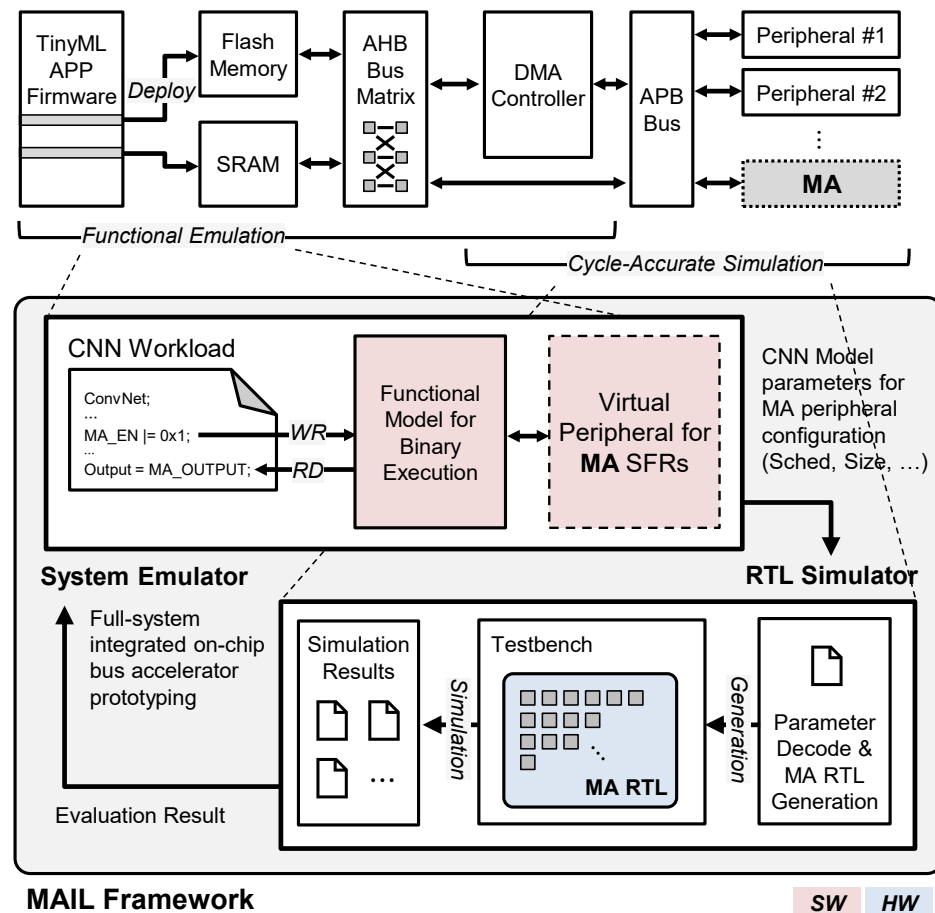 TinyML
APP
Firmware
Deploy
Flash
Memory
SRAM
AHB
Bus
Matrix
DMA
Controller
APB
Bus
Peripheral #1
Peripheral #2
⋮
MA
Functional Emulation
Cycle-Accurate Simulation
CNN Workload
ConvNet;
...
MA_EN |= 0x1;
...
Output = MA_OUTPUT;
WR
RD
Functional
Model for
Binary
Execution
Virtual
Peripheral for
MA SFRs
CNN Model
parameters for
MA peripheral
configuration
(Sched, Size, …)
System Emulator
RTL Simulator
Full-system
integrated on-chip
bus accelerator
prototyping
Evaluation Result
Simulation
Results
...
Simulation
Testbench
⋱
MA RTL
Generation
Parameter
Decode &
MA RTL
Generation
MAIL Framework
SW
HW